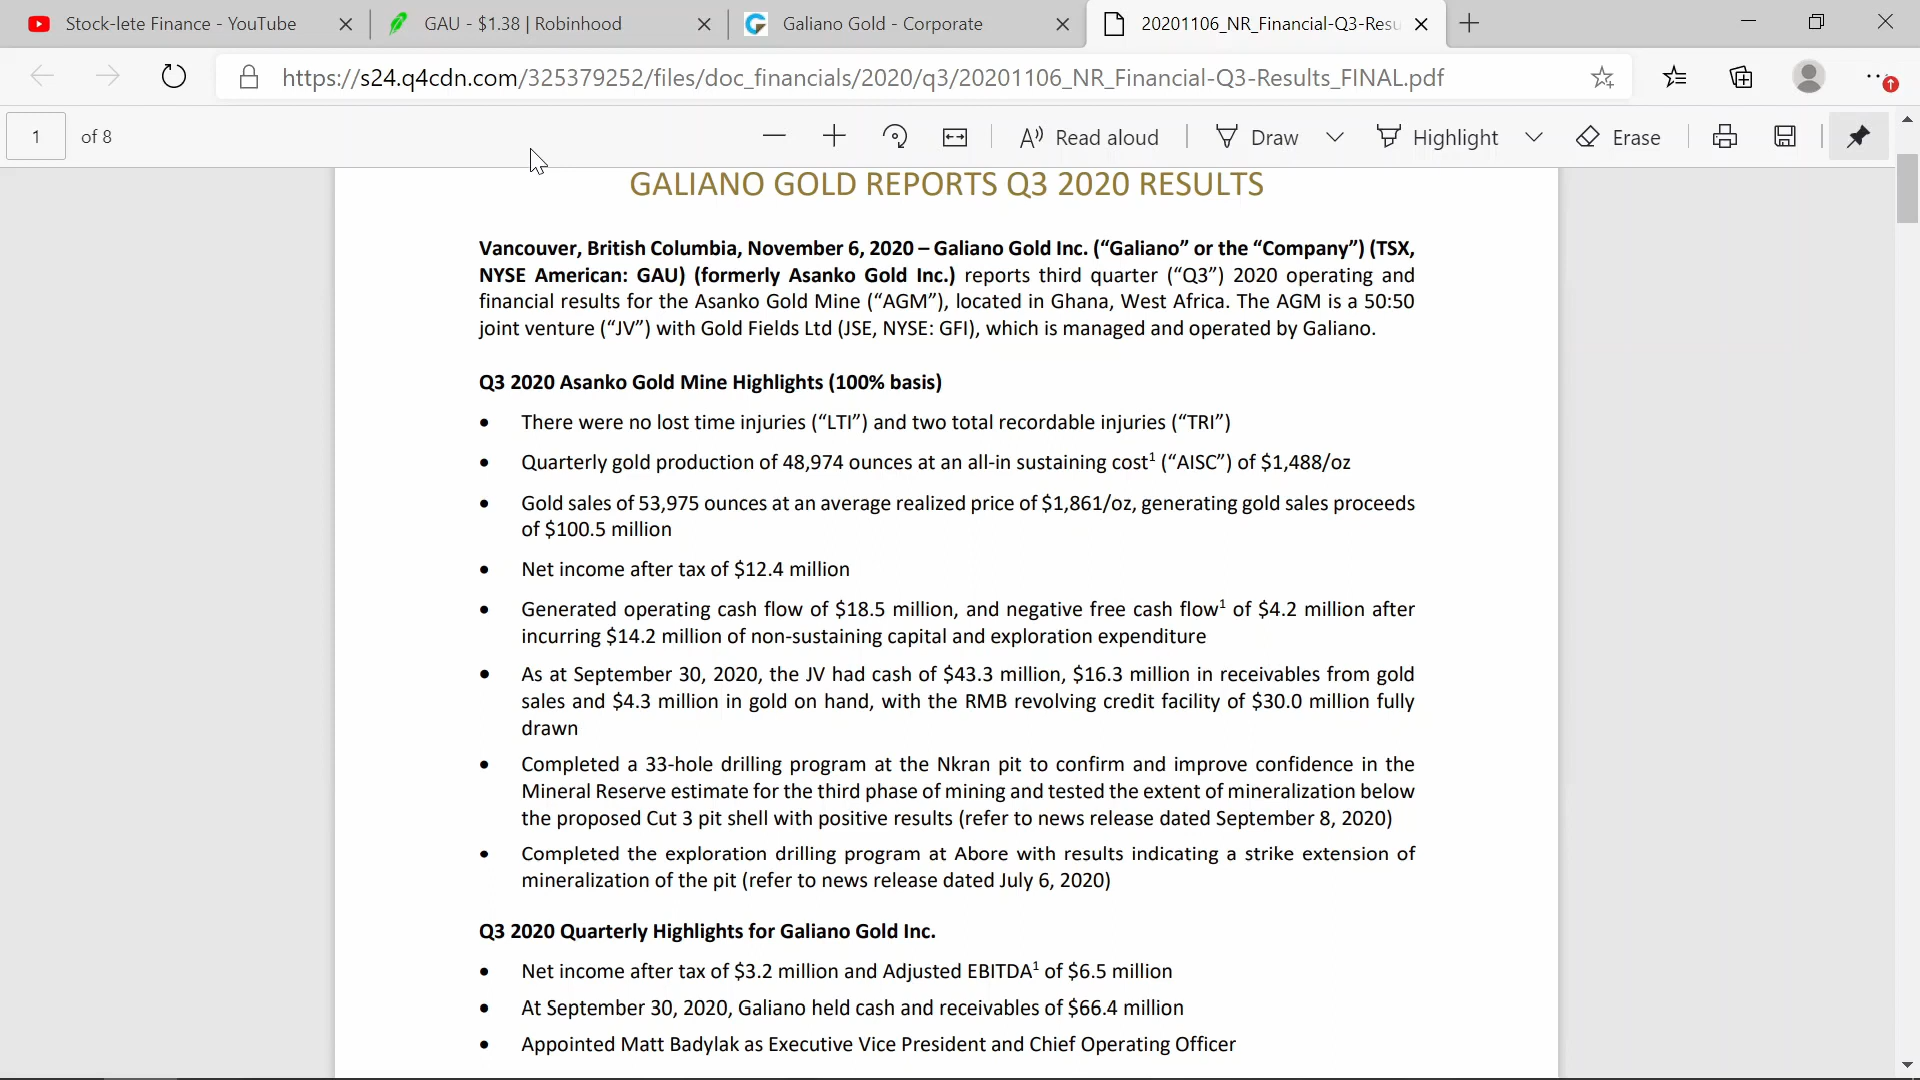 Stock-lete Finance - YouTube
GAU - $1.38 | Robinhood
Galiano Gold - Corporate
20201106_NR_Financial-Q3-Resu
https://s24.q4cdn.com/325379252/files/doc_financials/2020/q3/20201106_NR_Financial-Q3-Results_FINAL.pdf
1 of 8
Read aloud
Draw
Highlight
Erase
GALIANO GOLD REPORTS Q3 2020 RESULTS
Vancouver, British Columbia, November 6, 2020 – Galiano Gold Inc. (“Galiano” or the “Company”) (TSX,
NYSE American: GAU) (formerly Asanko Gold Inc.) reports third quarter (“Q3”) 2020 operating and
financial results for the Asanko Gold Mine (“AGM”), located in Ghana, West Africa. The AGM is a 50:50
joint venture (“JV”) with Gold Fields Ltd (JSE, NYSE: GFI), which is managed and operated by Galiano.
Q3 2020 Asanko Gold Mine Highlights (100% basis)
• There were no lost time injuries (“LTI”) and two total recordable injuries (“TRI”)
• Quarterly gold production of 48,974 ounces at an all-in sustaining cost¹ (“AISC”) of $1,488/oz
• Gold sales of 53,975 ounces at an average realized price of $1,861/oz, generating gold sales proceeds
of $100.5 million
• Net income after tax of $12.4 million
• Generated operating cash flow of $18.5 million, and negative free cash flow¹ of $4.2 million after
incurring $14.2 million of non-sustaining capital and exploration expenditure
• As at September 30, 2020, the JV had cash of $43.3 million, $16.3 million in receivables from gold
sales and $4.3 million in gold on hand, with the RMB revolving credit facility of $30.0 million fully
drawn
• Completed a 33-hole drilling program at the Nkran pit to confirm and improve confidence in the
Mineral Reserve estimate for the third phase of mining and tested the extent of mineralization below
the proposed Cut 3 pit shell with positive results (refer to news release dated September 8, 2020)
• Completed the exploration drilling program at Abore with results indicating a strike extension of
mineralization of the pit (refer to news release dated July 6, 2020)
Q3 2020 Quarterly Highlights for Galiano Gold Inc.
• Net income after tax of $3.2 million and Adjusted EBITDA¹ of $6.5 million
• At September 30, 2020, Galiano held cash and receivables of $66.4 million
• Appointed Matt Badylak as Executive Vice President and Chief Operating Officer